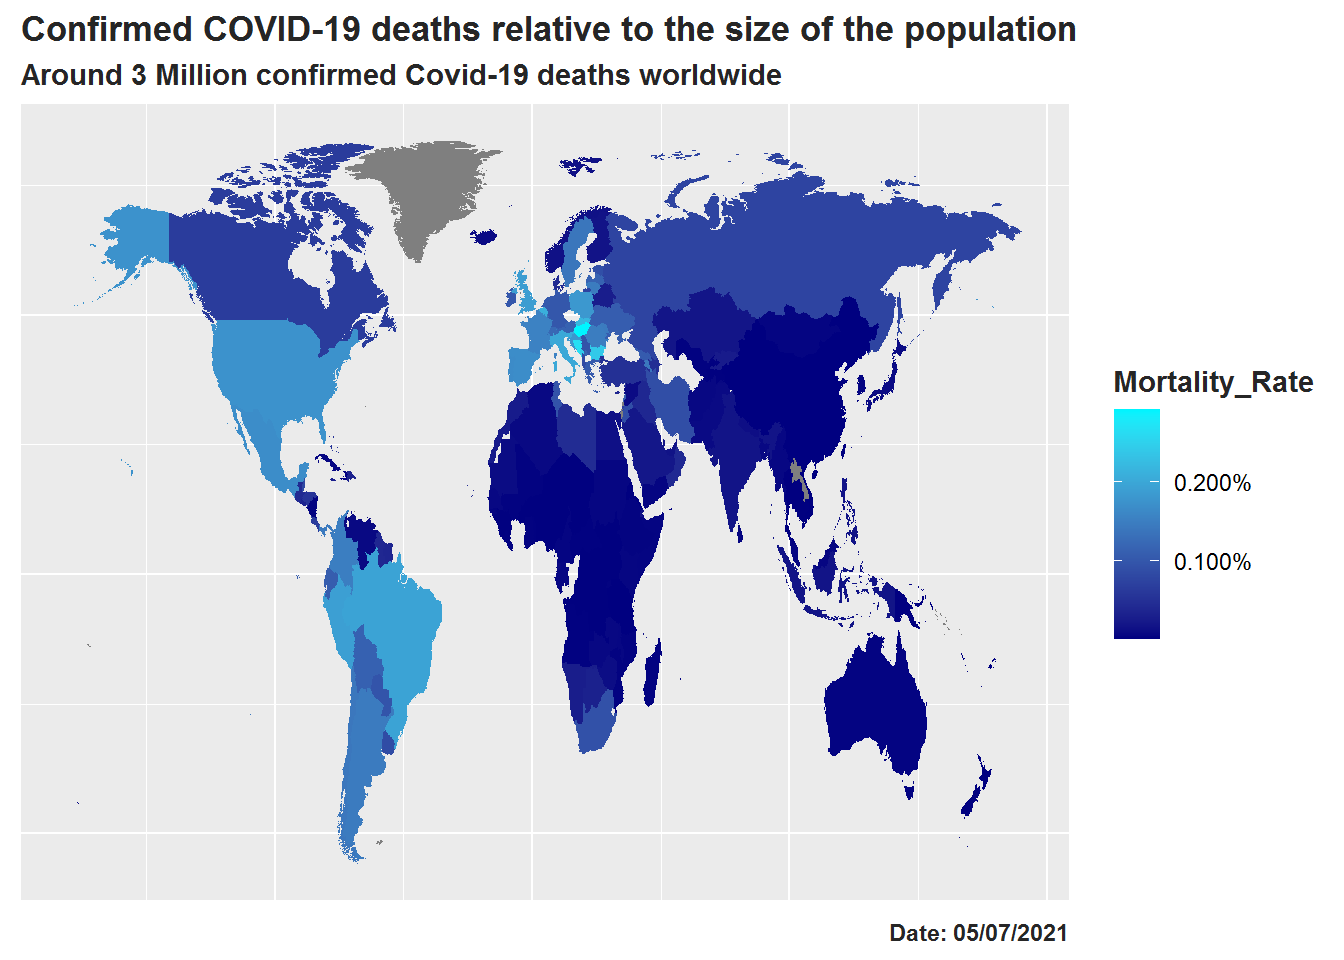 Confirmed COVID-19 deaths relative to the size of the population
Around 3 Million confirmed Covid-19 deaths worldwide
Mortality_Rate
0.200%
0.100%
Date: 05/07/2021